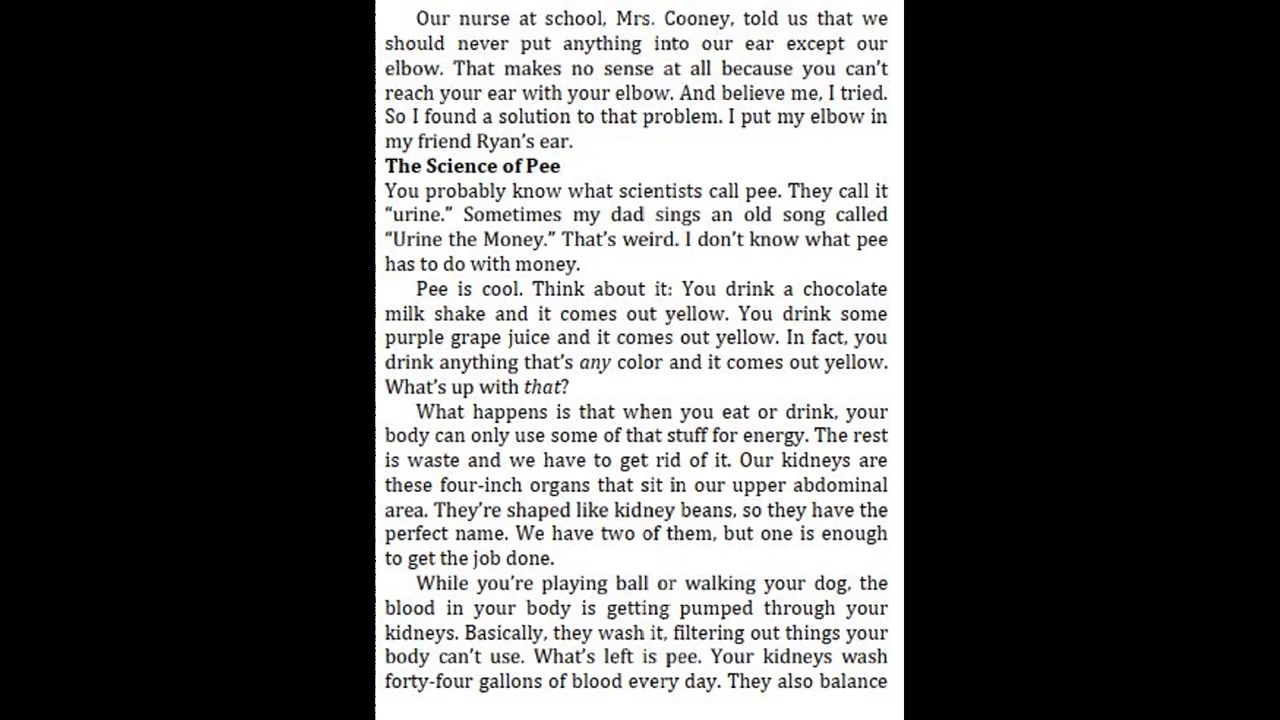 Our nurse at school, Mrs. Cooney, told us that we
should never put anything into our ear except our
elbow. That makes no sense at all because you can’t
reach your ear with your elbow. And believe me, I tried.
So I found a solution to that problem. I put my elbow in
my friend Ryan’s ear.
The Science of Pee
You probably know what scientists call pee. They call it
“urine.” Sometimes my dad sings an old song called
“Urine the Money.” That’s weird. I don’t know what pee
has to do with money.
Pee is cool. Think about it: You drink a chocolate
milk shake and it comes out yellow. You drink some
purple grape juice and it comes out yellow. In fact, you
drink anything that’s any color and it comes out yellow.
What’s up with that?
What happens is that when you eat or drink, your
body can only use some of that stuff for energy. The rest
is waste and we have to get rid of it. Our kidneys are
these four-inch organs that sit in our upper abdominal
area. They’re shaped like kidney beans, so they have the
perfect name. We have two of them, but one is enough
to get the job done.
While you’re playing ball or walking your dog, the
blood in your body is getting pumped through your
kidneys. Basically, they wash it, filtering out things your
body can’t use. What’s left is pee. Your kidneys wash
forty-four gallons of blood every day. They also balance